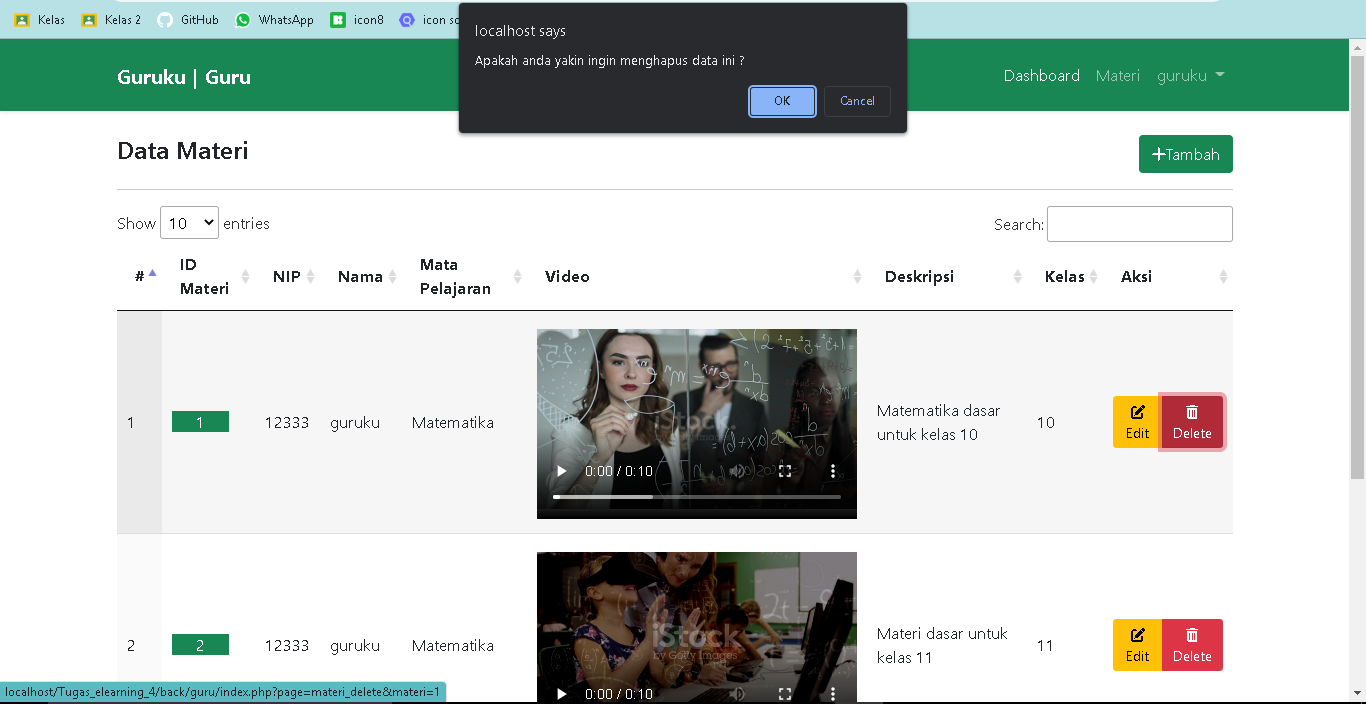 Kelas Kelas 2 GitHub WhatsApp icon8
localhost says
Apakah anda yakin ingin menghapus data ini ?
OK Cancel
Guruku | Guru
Dashboard Materi guruku
Data Materi
+Tambah
Show 10 entries
Search:
# ID Materi NIP Nama Mata Pelajaran Video Deskripsi Kelas Aksi
1 1 12333 guruku Matematika
iStock
0:00 / 0:10
Matematika dasar
untuk kelas 10
10
Edit Delete
2 2 12333 guruku Matematika
iStock
by Getty Images
0:00 / 0:10
Materi dasar untuk
kelas 11
11
Edit Delete
localhost/Tugas_elearning_4/back/guru/index.php?page=materi_delete&materi=1